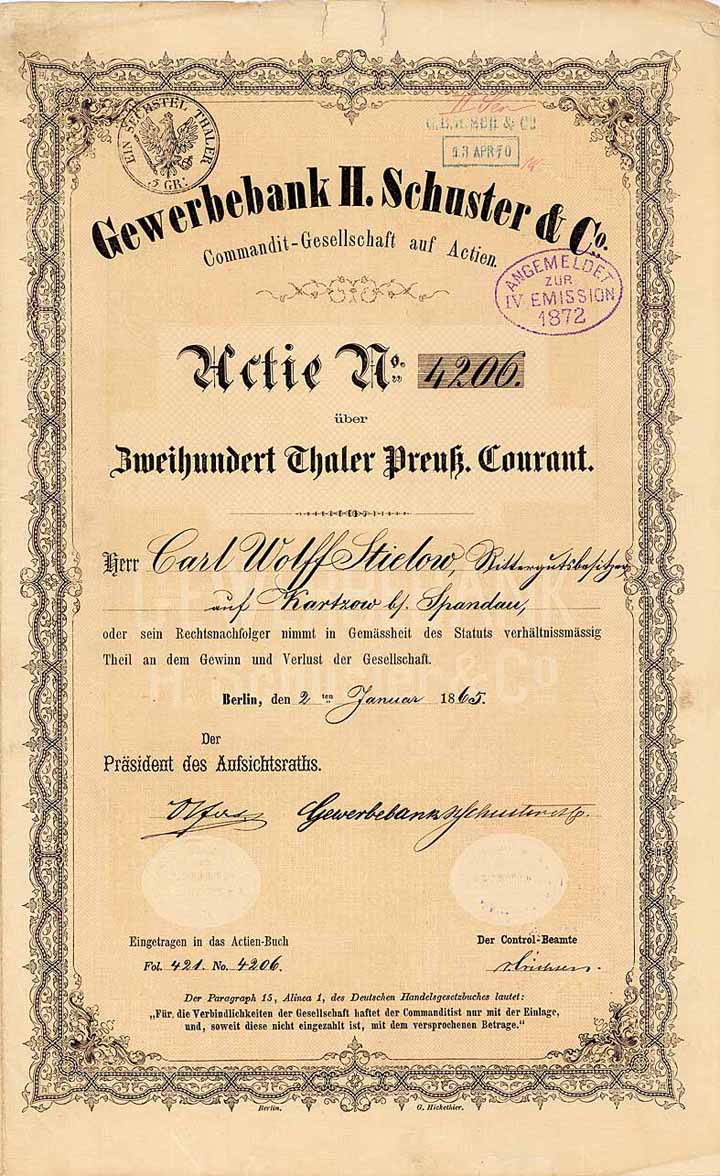 EIN SECHSTEL THALER
5 GR:
& Co
13 APR 70
Gewerbebank H. Schuster & Co.
Commandit-Gesellschaft auf Actien.
ANGEMELDET
ZUR
IV EMISSION
1872
Actie No. 4206.
über
Zweihundert Thaler Preuß. Courant.
Herr Carl Wolff Stielow, Rittergutsbesitzer
auf Kartzow b/ Spandau,
GEWERBEBANK
oder sein Rechtsnachfolger nimmt in Gemässheit des Statuts verhältnissmässig
Theil an dem Gewinn und Verlust der Gesellschaft.
H. Schuster & Co
Berlin, den 2ten Januar 1865.
Der
Präsident des Aufsichtsraths.
Gewerbebank HSchuster & Co.
Eingetragen in das Actien-Buch
Fol. 421. No. 4206.
Der Control-Beamte
Der Paragraph 15, Alinea 1, des Deutschen Handelsgesetzbuches lautet:
„Für die Verbindlichkeiten der Gesellschaft haftet der Commanditist nur mit der Einlage,
und, soweit diese nicht eingezahlt ist, mit dem versprochenen Betrage."
Berlin. G. Hickethier.